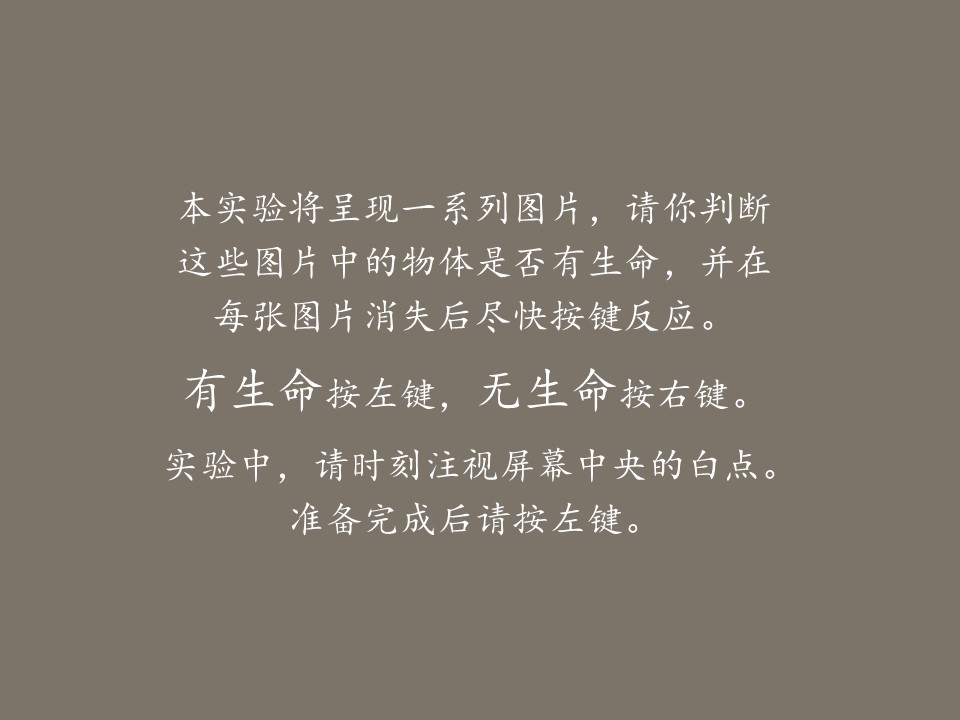 本实验将呈现一系列图片，请你判断
这些图片中的物体是否有生命，并在
每张图片消失后尽快按键反应。
有生命按左键，无生命按右键。
实验中，请时刻注视屏幕中央的白点。
准备完成后请按左键。